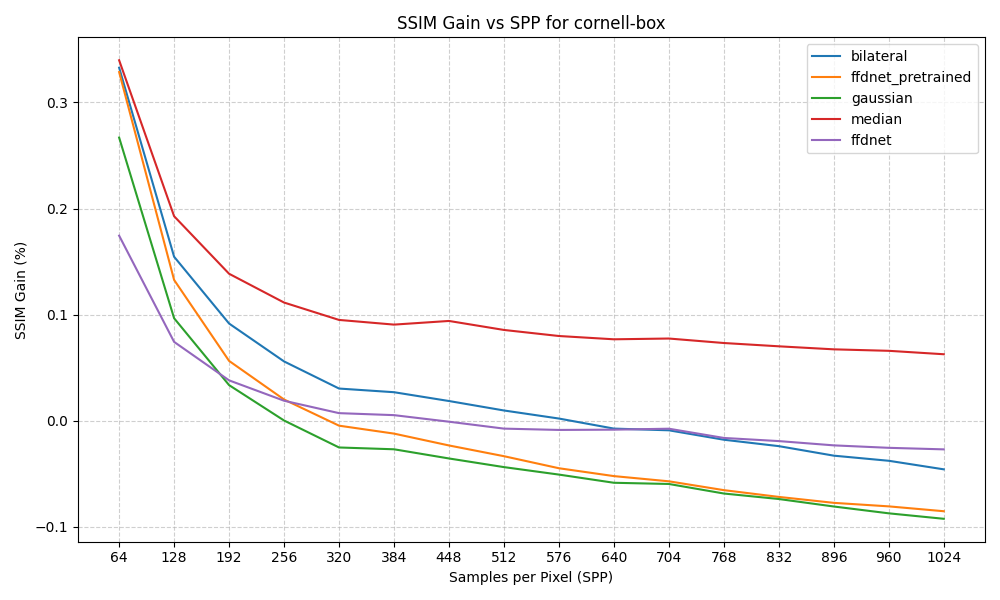 SSIM Gain vs SPP for cornell-box
bilateral
ffdnet_pretrained
gaussian
median
ffdnet
SSIM Gain (%)
0.3
0.2
0.1
0.0
−0.1
64 128 192 256 320 384 448 512 576 640 704 768 832 896 960 1024
Samples per Pixel (SPP)